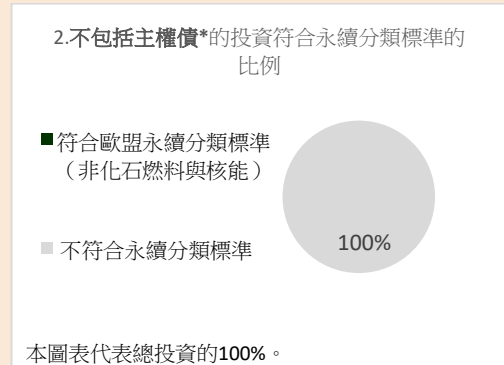 2.不包括主權債*的投資符合永續分類標準的
比例
符合歐盟永續分類標準
（非化石燃料與核能）
不符合永續分類標準
100%
本圖表代表總投資的100%。